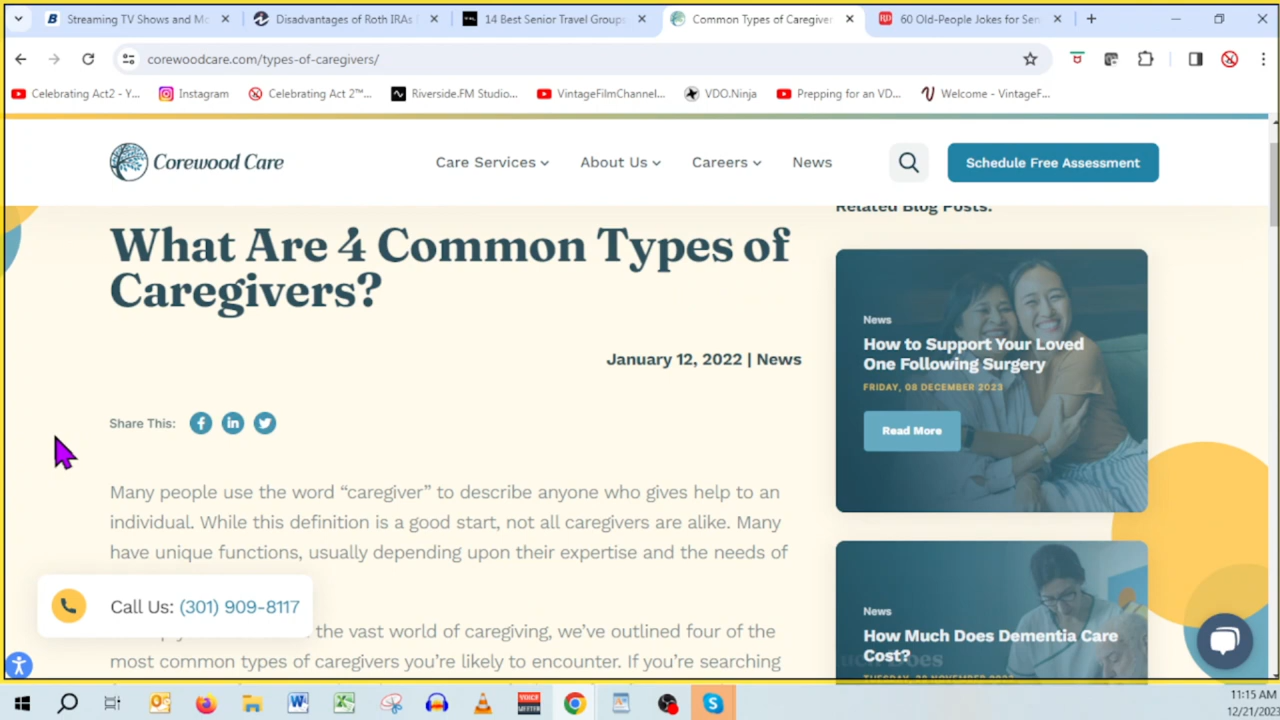 Streaming TV Shows and Mo
Disadvantages of Roth IRAs
14 Best Senior Travel Groups
Common Types of Caregiver
60 Old-People Jokes for Sen
corewoodcare.com/types-of-caregivers/
Celebrating Act2 - Y...
Instagram
Celebrating Act 2™...
Riverside.FM Studio...
VintageFilmChannel...
VDO.Ninja
Prepping for an VD...
Welcome - VintageF...
Corewood Care
Care Services
About Us
Careers
News
Schedule Free Assessment
What Are 4 Common Types of
Caregivers?
January 12, 2022 | News
Share This:
Many people use the word “caregiver” to describe anyone who gives help to an
individual. While this definition is a good start, not all caregivers are alike. Many
have unique functions, usually depending upon their expertise and the needs of
Call Us: (301) 909-8117
the vast world of caregiving, we’ve outlined four of the
most common types of caregivers you’re likely to encounter. If you’re searching
Related Blog Posts:
News
How to Support Your Loved
One Following Surgery
FRIDAY, 08 DECEMBER 2023
Read More
News
How Much Does Dementia Care
Cost?
11:15 AM
12/21/2023